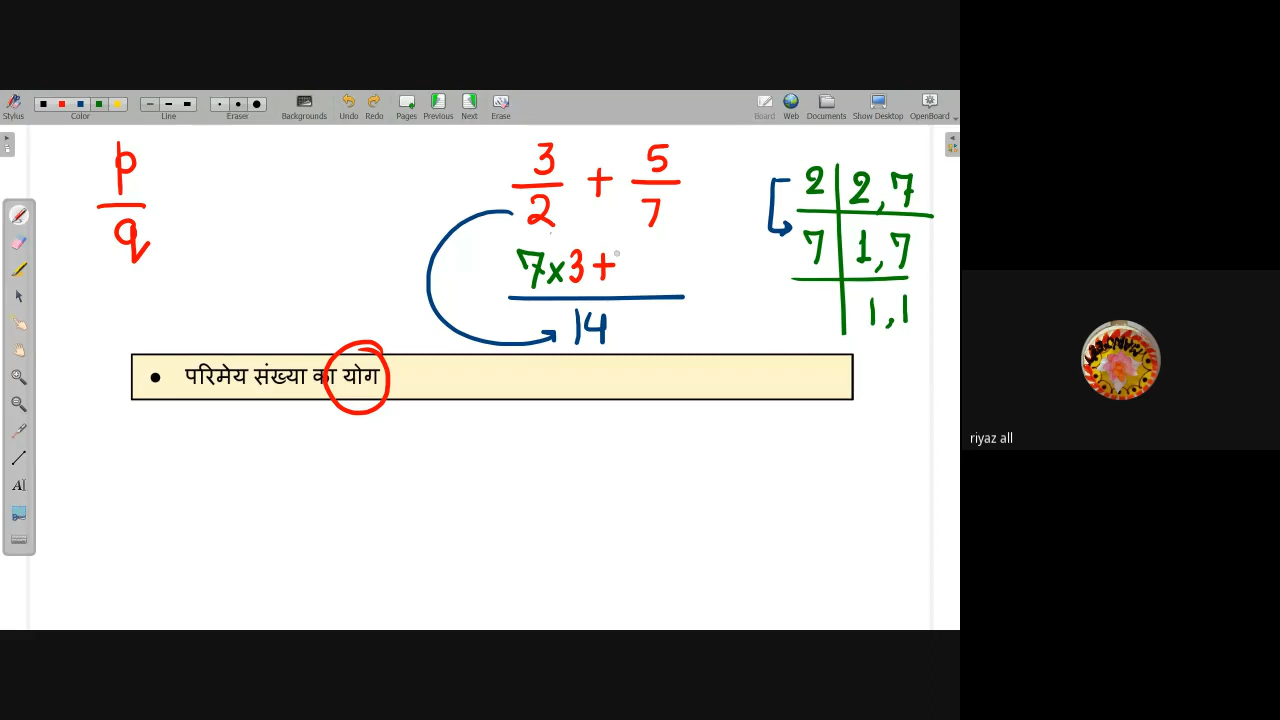 Stylus Color Line Eraser Backgrounds Undo Redo Pages Previous Next Erase Board Web Documents Show Desktop OpenBoard
p/q
3/2 + 5/7
7x3+
14
2 | 2,7
7 | 1,7
1,1
● परिमेय संख्या का योग
riyaz all